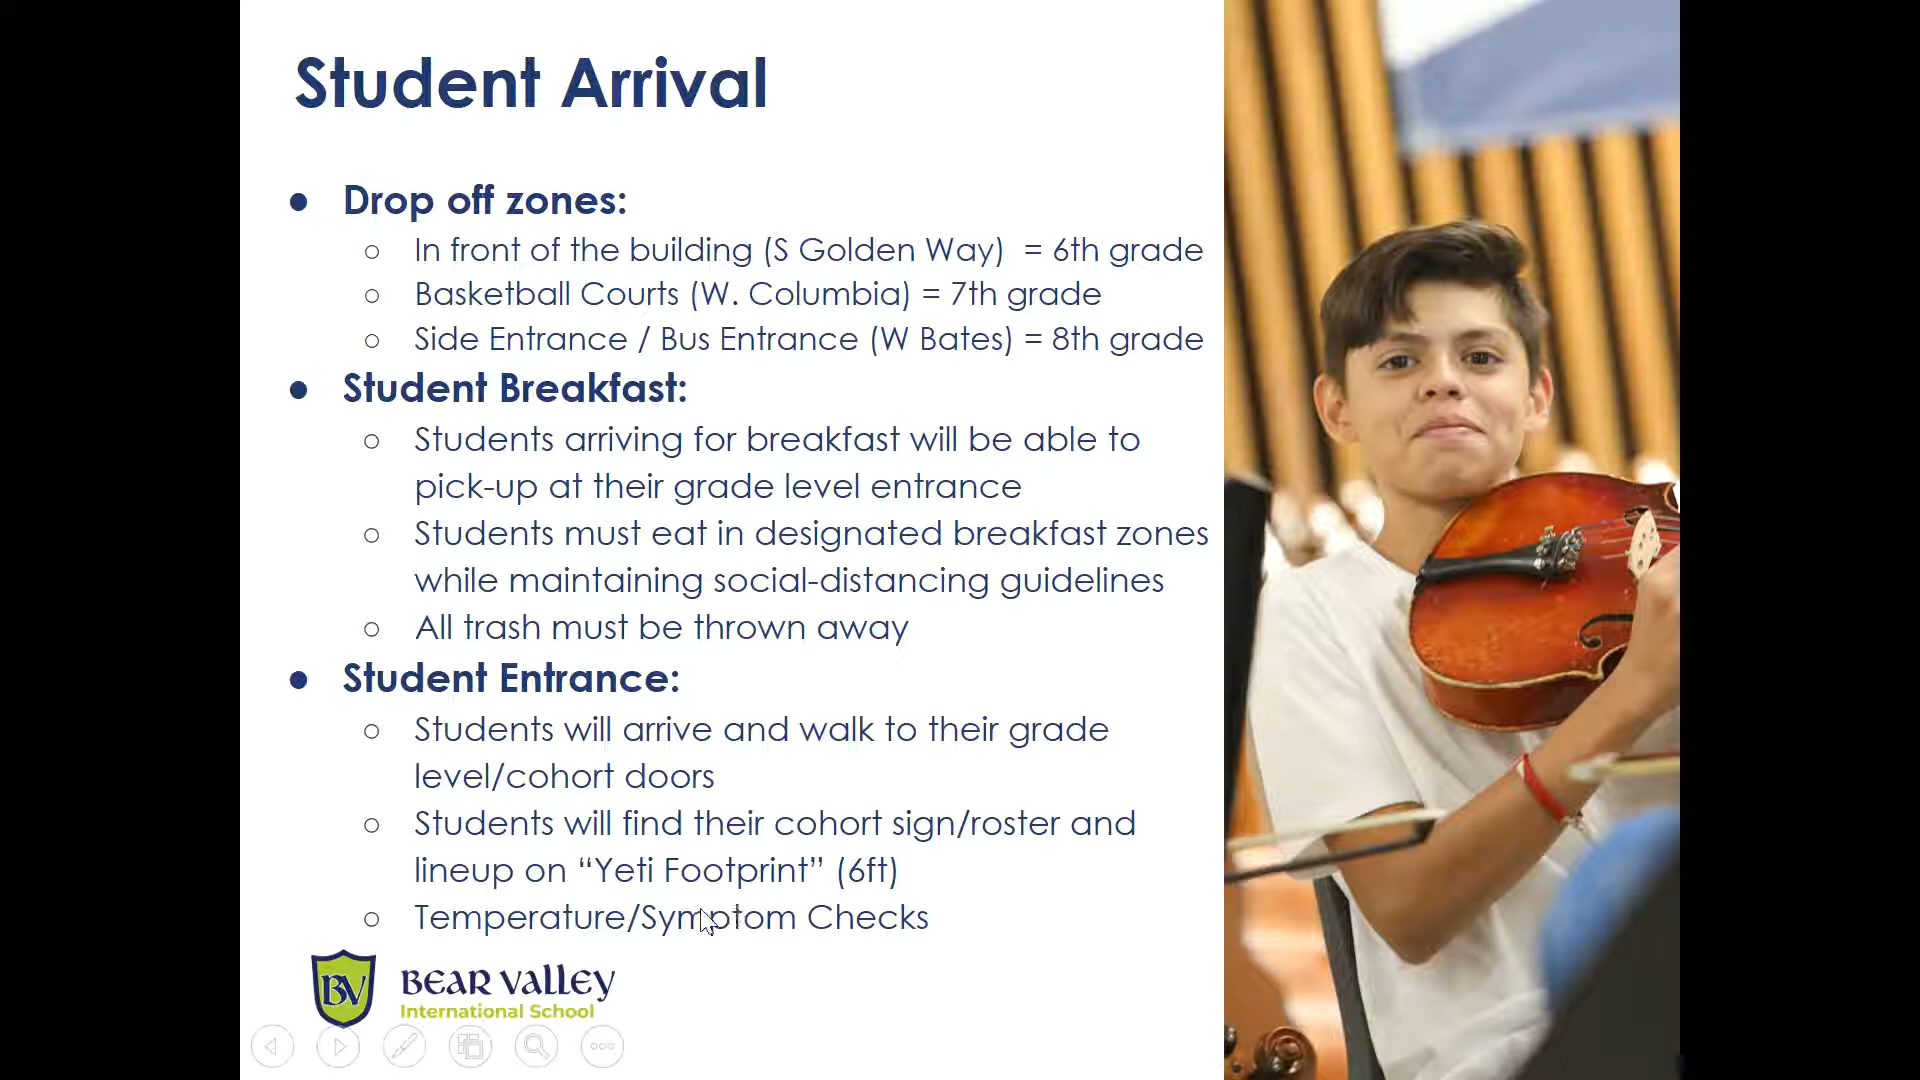 Student Arrival
● Drop off zones:
○ In front of the building (S Golden Way) = 6th grade
○ Basketball Courts (W. Columbia) = 7th grade
○ Side Entrance / Bus Entrance (W Bates) = 8th grade
● Student Breakfast:
○ Students arriving for breakfast will be able to
pick-up at their grade level entrance
○ Students must eat in designated breakfast zones
while maintaining social-distancing guidelines
○ All trash must be thrown away
● Student Entrance:
○ Students will arrive and walk to their grade
level/cohort doors
○ Students will find their cohort sign/roster and
lineup on “Yeti Footprint” (6ft)
○ Temperature/Symptom Checks
BV
BEAR VALLEY
International School